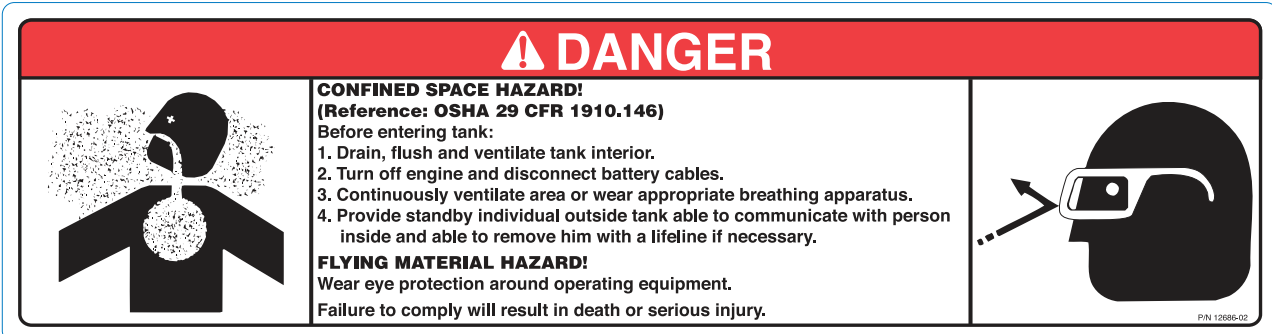 DANGER
CONFINED SPACE HAZARD!
(Reference: OSHA 29 CFR 1910.146)
Before entering tank:
1. Drain, flush and ventilate tank interior.
2. Turn off engine and disconnect battery cables.
3. Continuously ventilate area or wear appropriate breathing apparatus.
4. Provide standby individual outside tank able to communicate with person
inside and able to remove him with a lifeline if necessary.
FLYING MATERIAL HAZARD!
Wear eye protection around operating equipment.
Failure to comply will result in death or serious injury.
P/N 12686-02